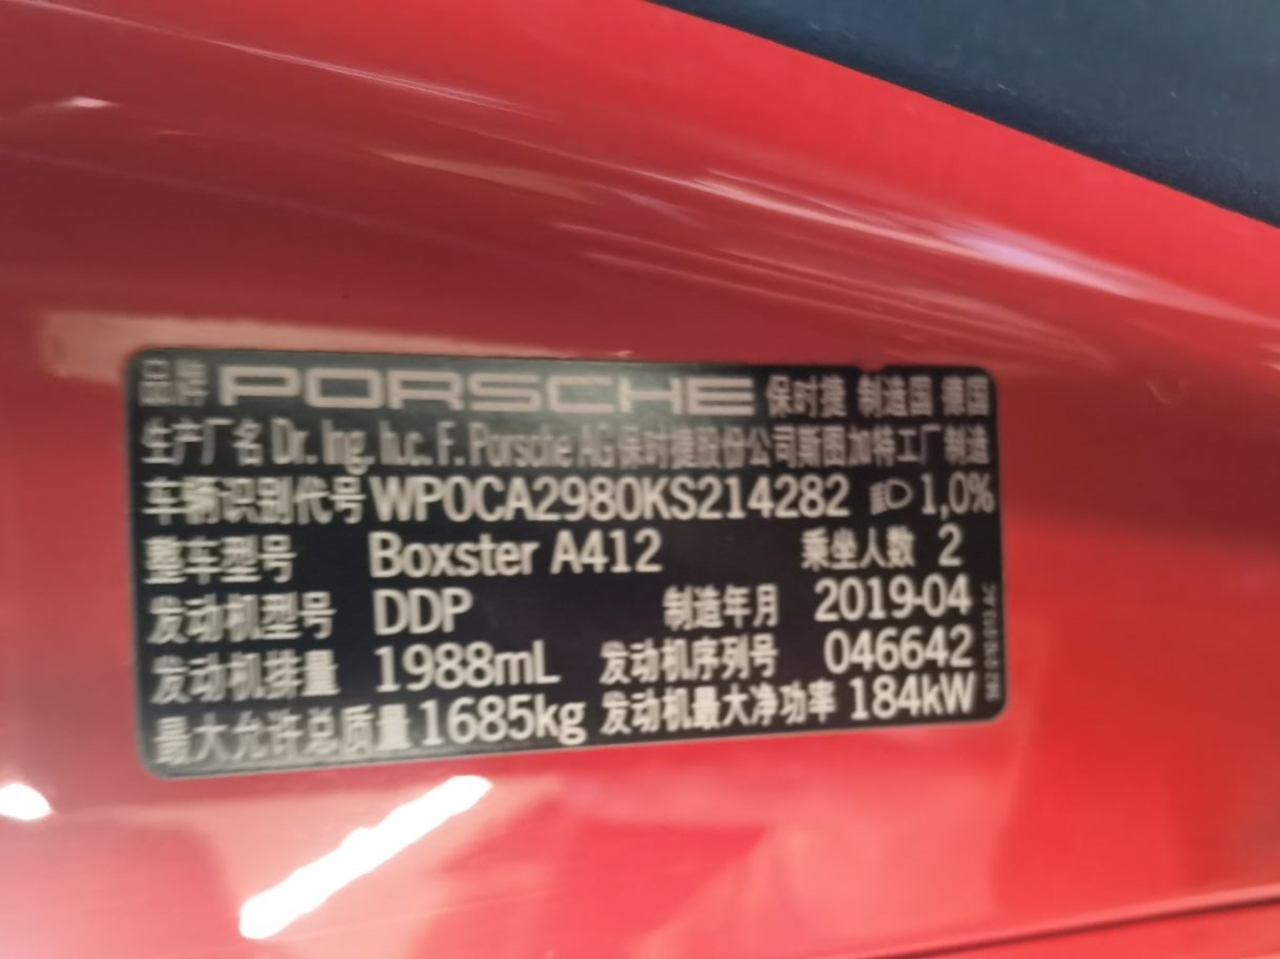 品牌 PORSCHE 保时捷 制造国 德国
生产厂名 Dr. Ing. h.c. F. Porsche AG 保时捷股份公司斯图加特工厂制造
车辆识别代号 WP0CA2980KS214282 1,0%
整车型号 Boxster A412 乘坐人数 2
发动机型号 DDP 制造年月 2019-04
发动机排量 1988mL 发动机序列号 046642
最大允许总质量 1685kg 发动机最大净功率 184kW